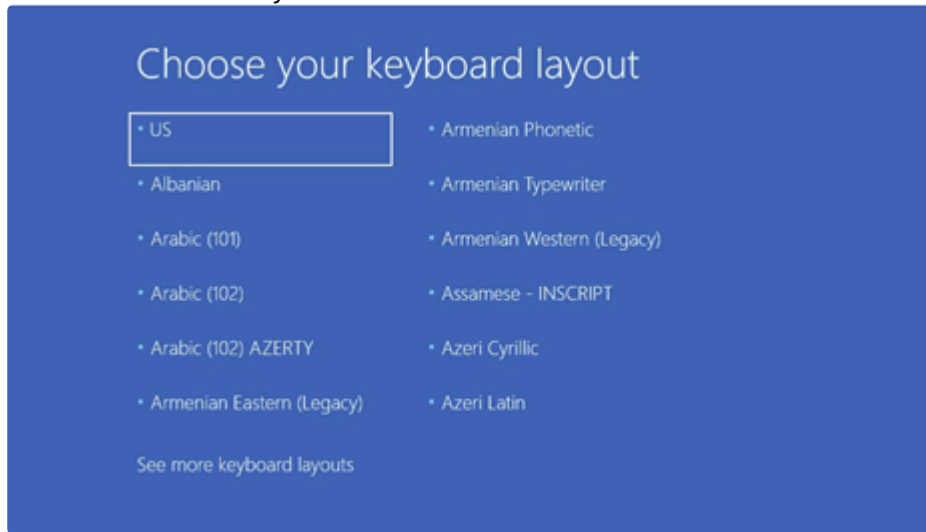 Choose your keyboard layout
• US
• Albanian
• Arabic (101)
• Arabic (102)
• Arabic (102) AZERTY
• Armenian Eastern (Legacy)
• Armenian Phonetic
• Armenian Typewriter
• Armenian Western (Legacy)
• Assamese - INSCRIPT
• Azeri Cyrillic
• Azeri Latin
See more keyboard layouts